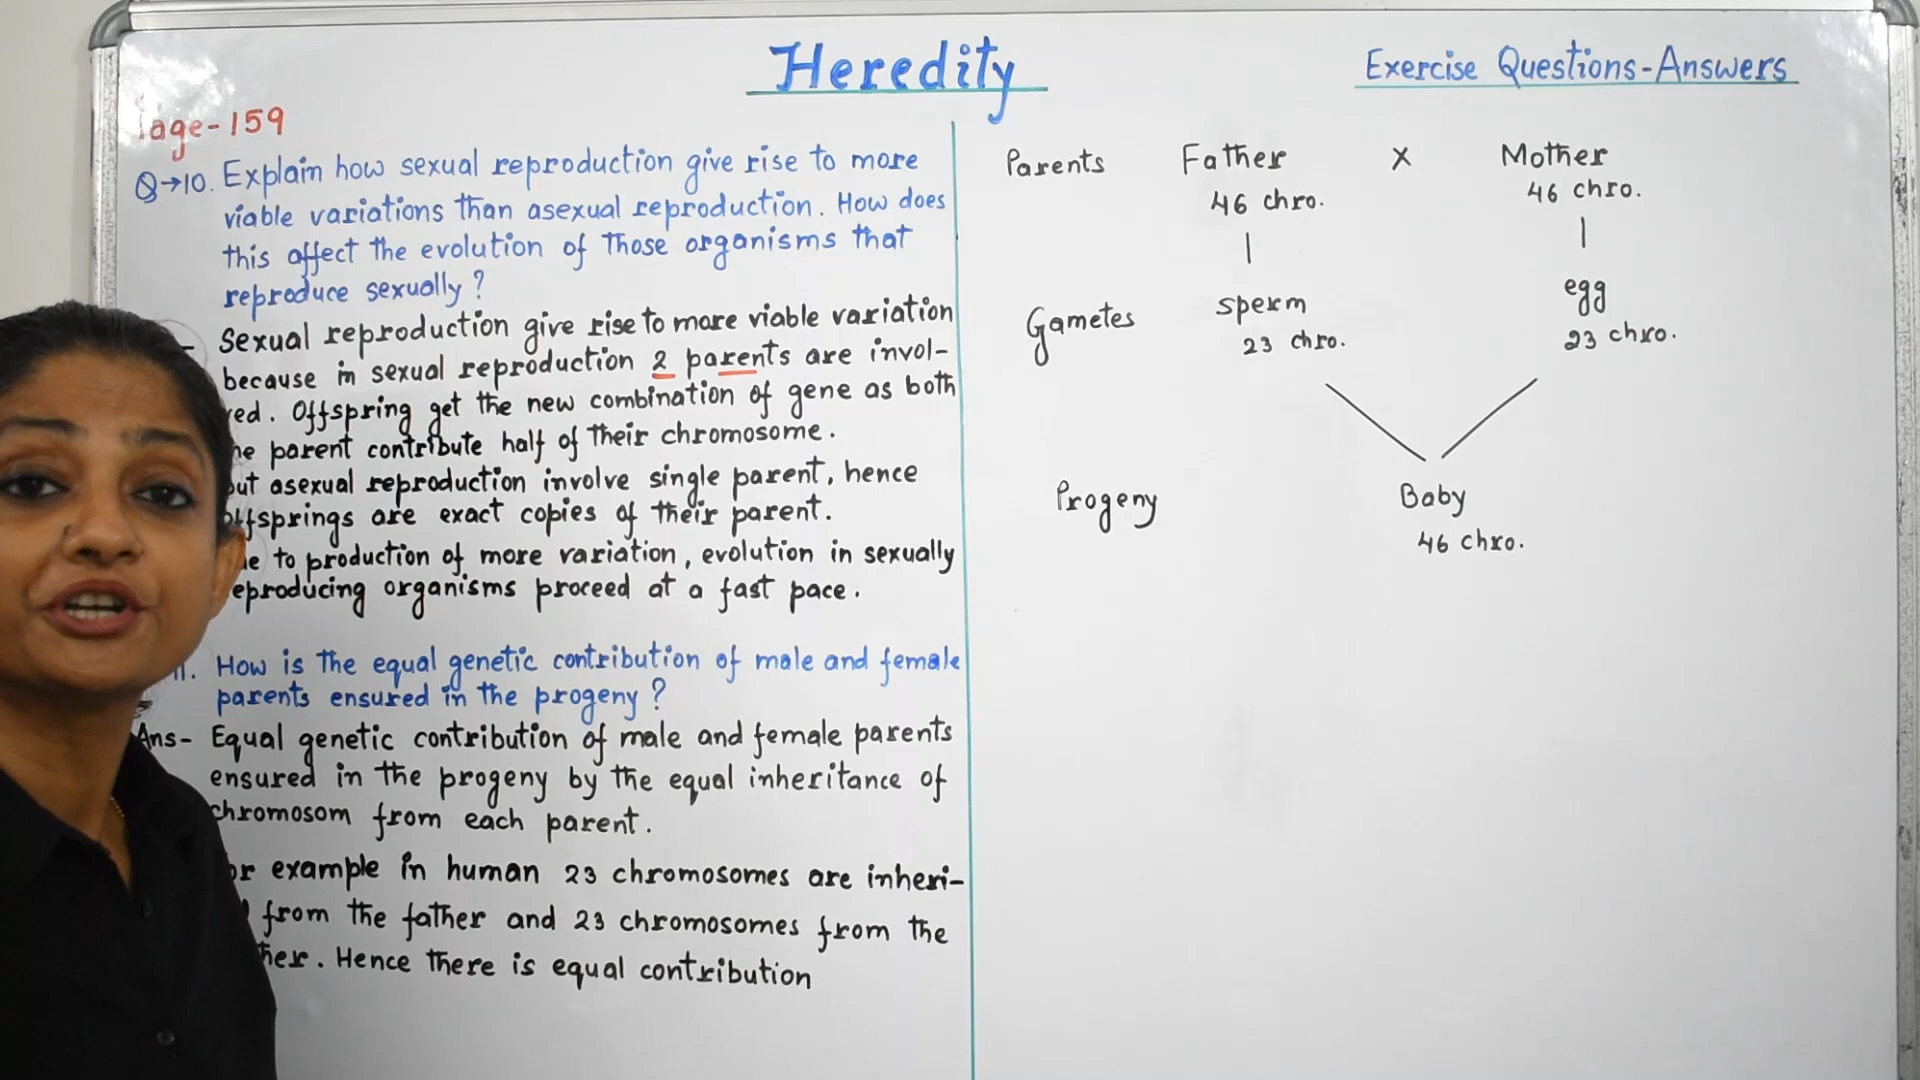 Heredity
Exercise Questions-Answers
Page-159
Q→10. Explain how sexual reproduction give rise to more
viable variations than asexual reproduction. How does
this affect the evolution of those organisms that
reproduce sexually?
Sexual reproduction give rise to more viable variation
because in sexual reproduction 2 parents are invol-
ved. Offspring get the new combination of gene as both
parent contribute half of their chromosome.
but asexual reproduction involve single parent, hence
offsprings are exact copies of their parent.
to production of more variation, evolution in sexually
reproducing organisms proceed at a fast pace.
11. How is the equal genetic contribution of male and female
parents ensured in the progeny?
Ans- Equal genetic contribution of male and female parents
ensured in the progeny by the equal inheritance of
chromosom from each parent.
for example in human 23 chromosomes are inheri-
from the father and 23 chromosomes from the
Hence there is equal contribution
Parents Father X Mother
46 chro. 46 chro.
Gametes sperm egg
23 chro. 23 chro.
Progeny Baby
46 chro.